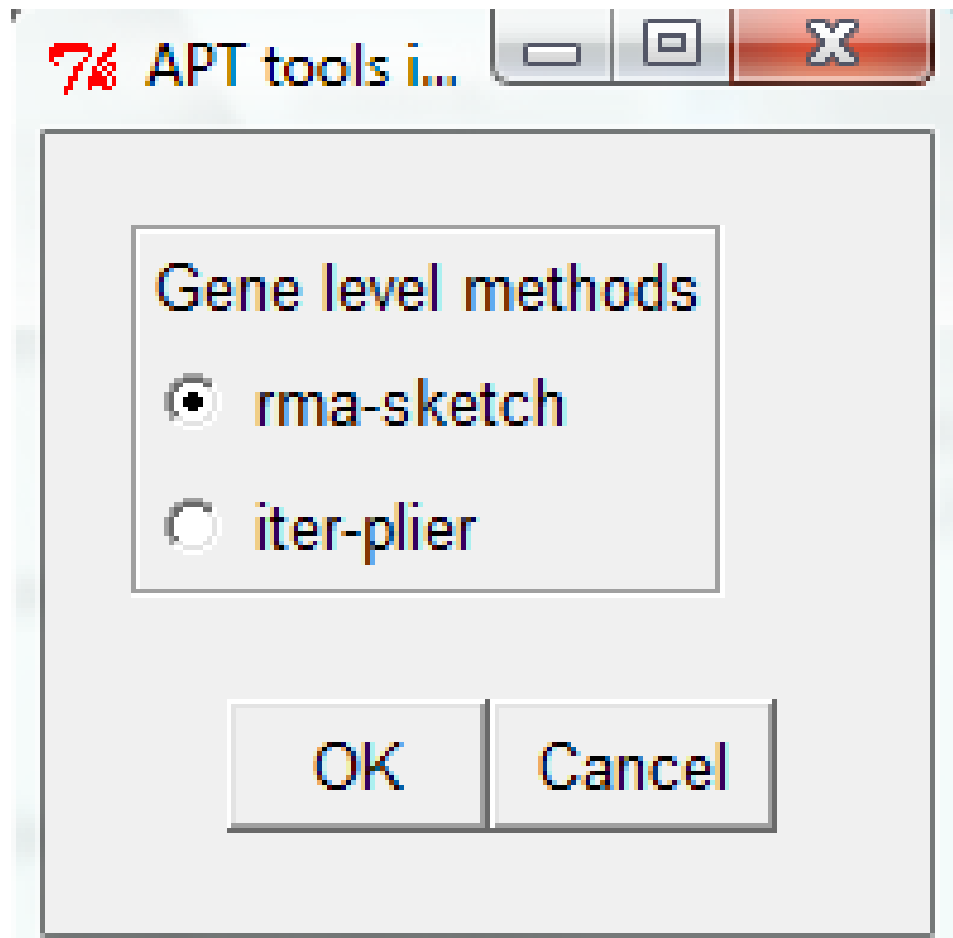 APT tools i...
Gene level methods
rma-sketch
iter-plier
OK
Cancel